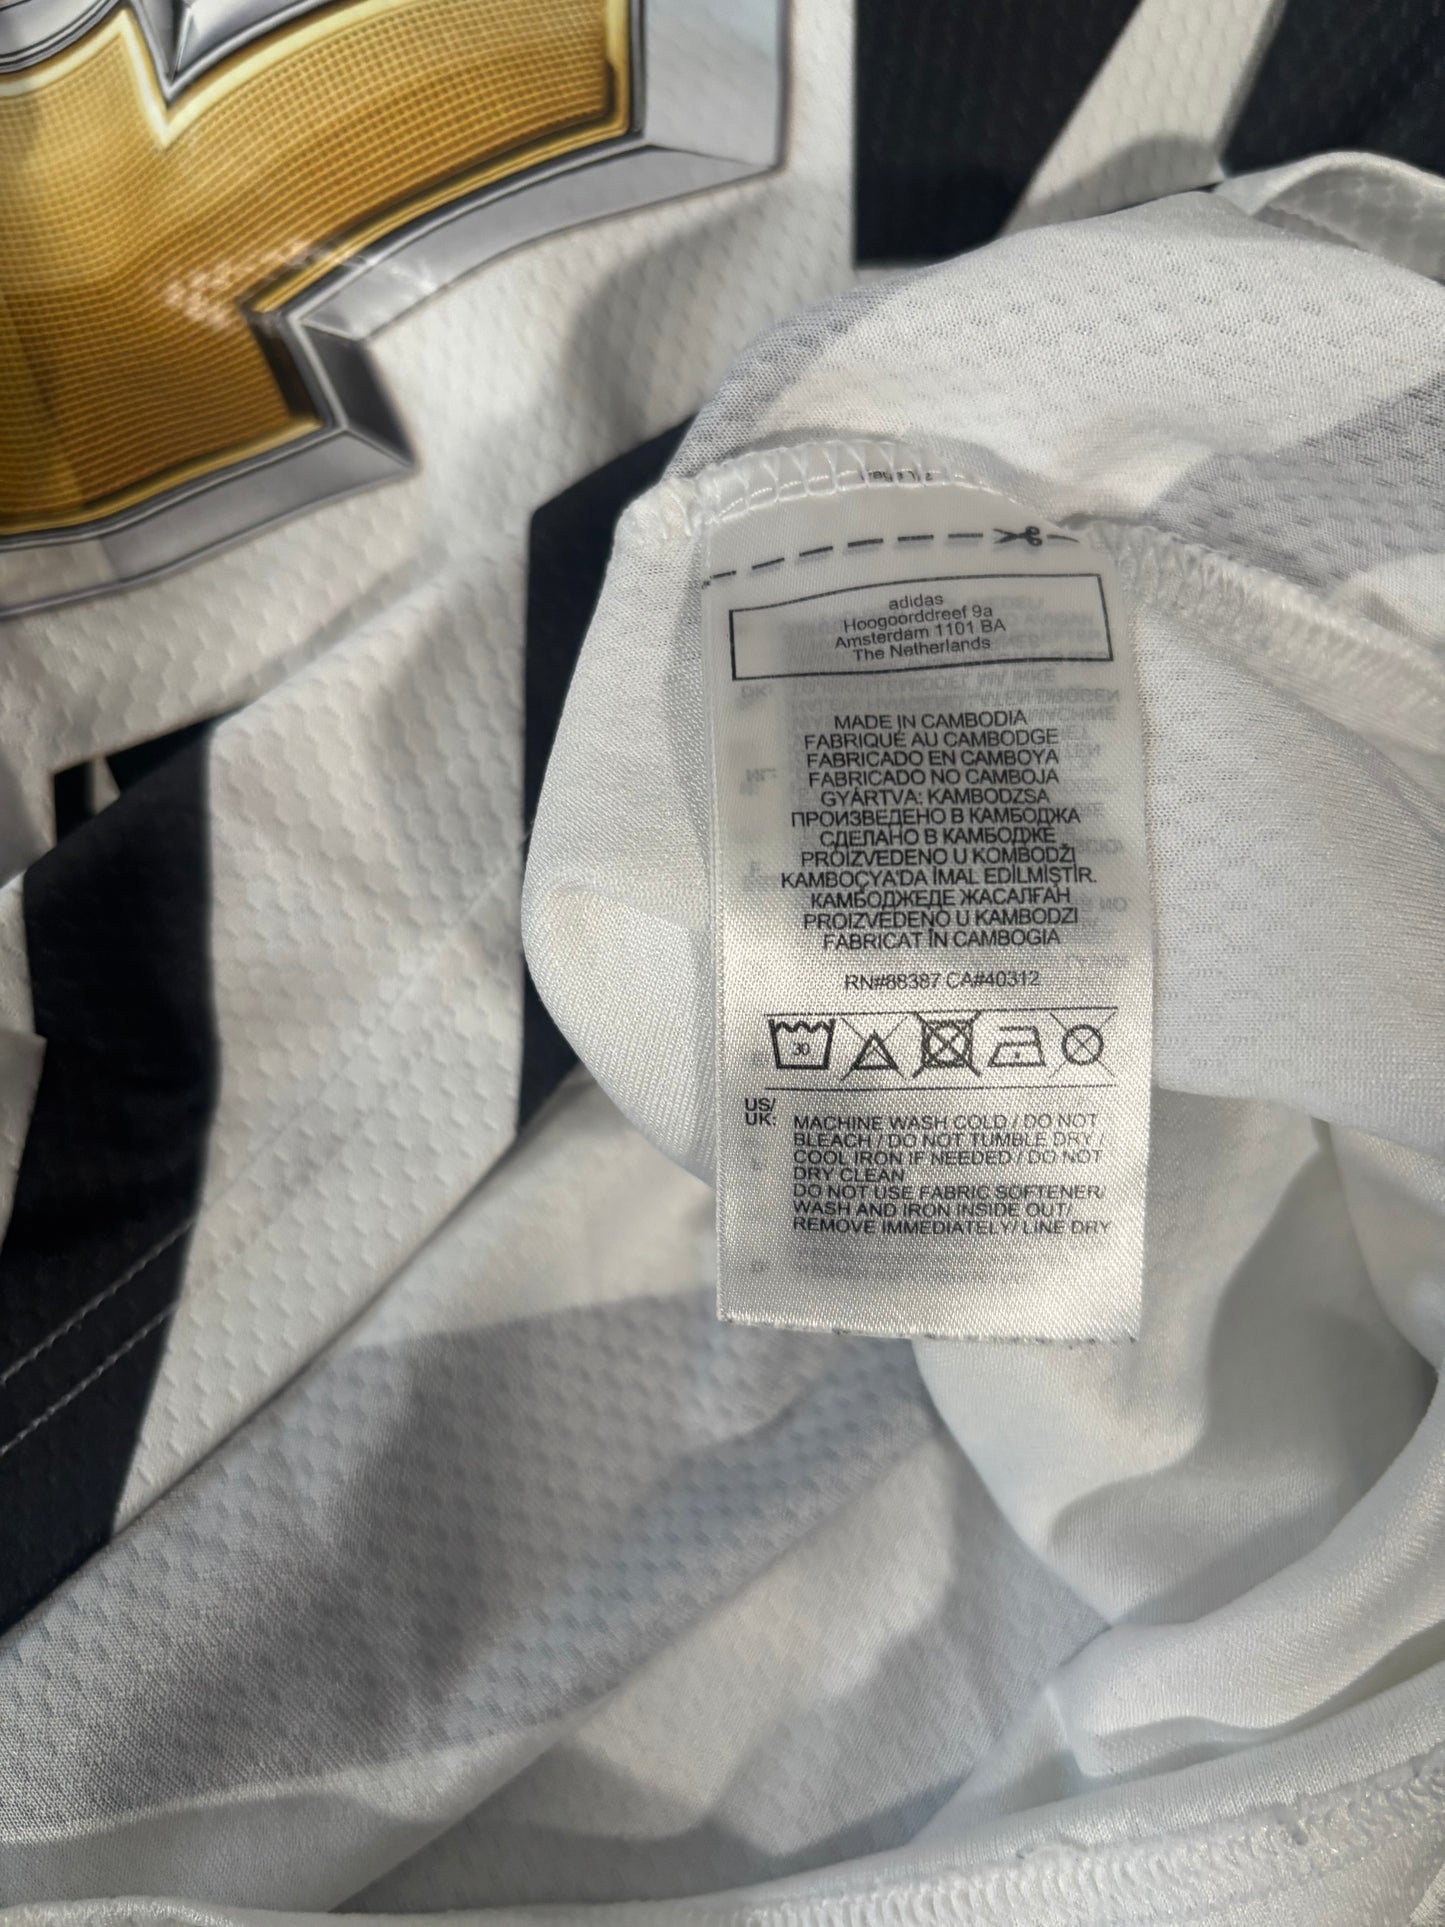 adidas
Hoogoorddreef 9a
Amsterdam 1101 BA
The Netherlands
MADE IN CAMBODIA
FABRIQUÉ AU CAMBODGE
FABRICADO EN CAMBOYA
FABRICADO NO CAMBOJA
GYÁRTVA: KAMBODZSA
ПРОИЗВЕДЕНО В КАМБОДЖА
СДЕЛАНО В КАМБОДЖЕ
PROIZVEDENO U KOMBODŽI
KAMBOÇYA'DA İMAL EDİLMİŞTİR.
КАМБОДЖЕДЕ ЖАСАЛҒАН
PROIZVEDENO U KAMBODZI
FABRICAT ÎN CAMBOGIA
RN#88387 CA#40312
30
US/
UK:
MACHINE WASH COLD / DO NOT
BLEACH / DO NOT TUMBLE DRY /
COOL IRON IF NEEDED / DO NOT
DRY CLEAN
DO NOT USE FABRIC SOFTENER/
WASH AND IRON INSIDE OUT/
REMOVE IMMEDIATELY/ LINE DRY